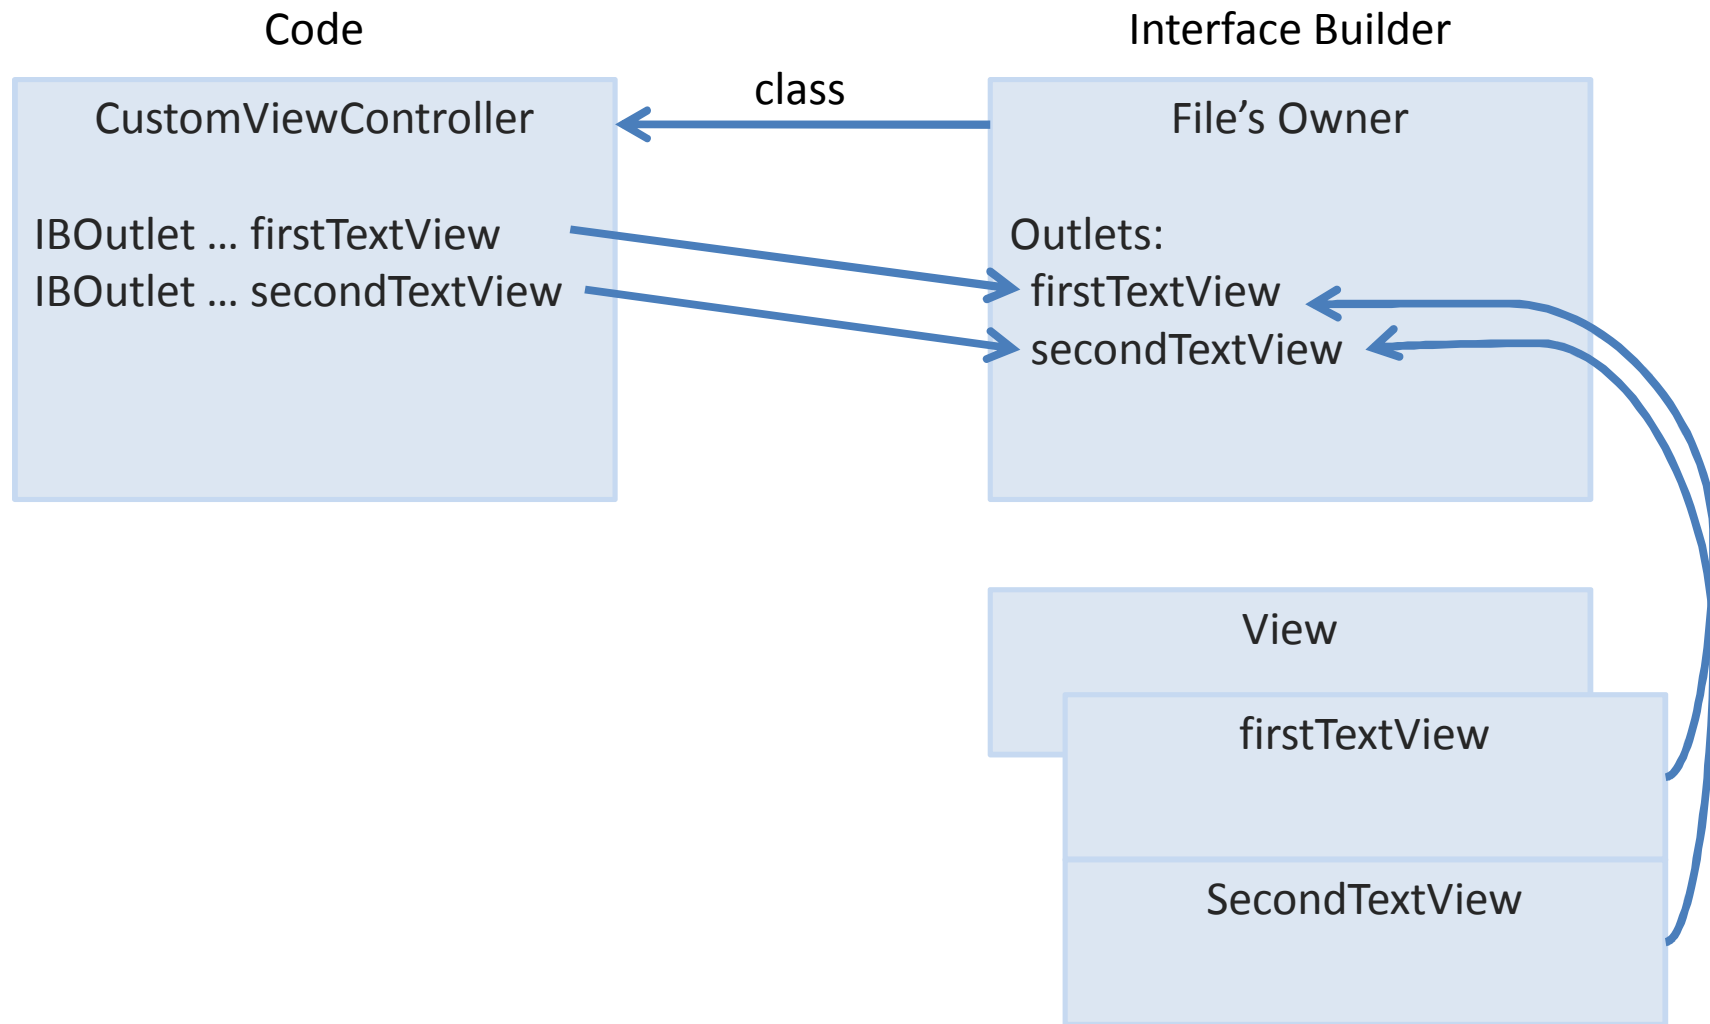 Code
Interface Builder
class
CustomViewController
IBOutlet … firstTextView
IBOutlet … secondTextView
File’s Owner
Outlets:
firstTextView
secondTextView
View
firstTextView
SecondTextView